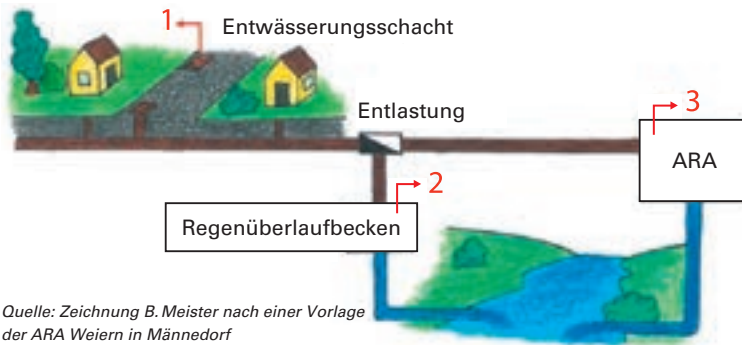 1
Entwässerungsschacht
Entlastung
3
ARA
2
Regenüberlaufbecken
Quelle: Zeichnung B. Meister nach einer Vorlage
der ARA Weiern in Männedorf